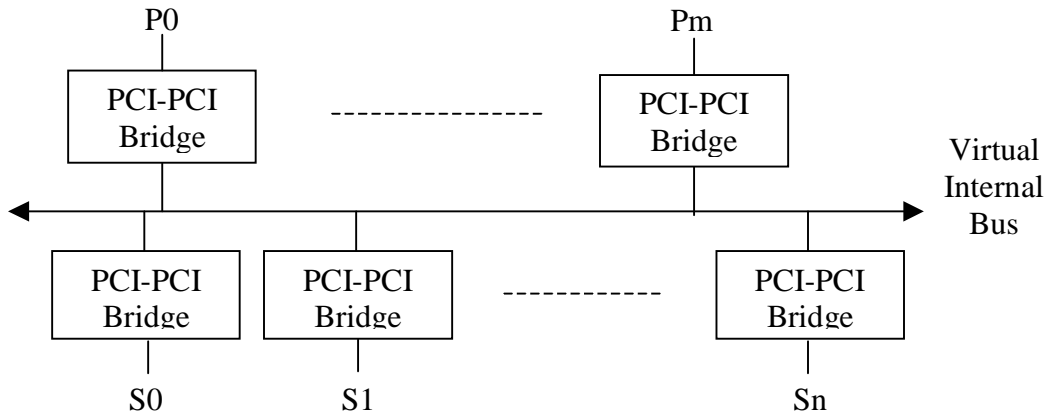 P0
Pm
PCI-PCI
Bridge
PCI-PCI
Bridge
Virtual
Internal
Bus
PCI-PCI
Bridge
PCI-PCI
Bridge
PCI-PCI
Bridge
S0
S1
Sn